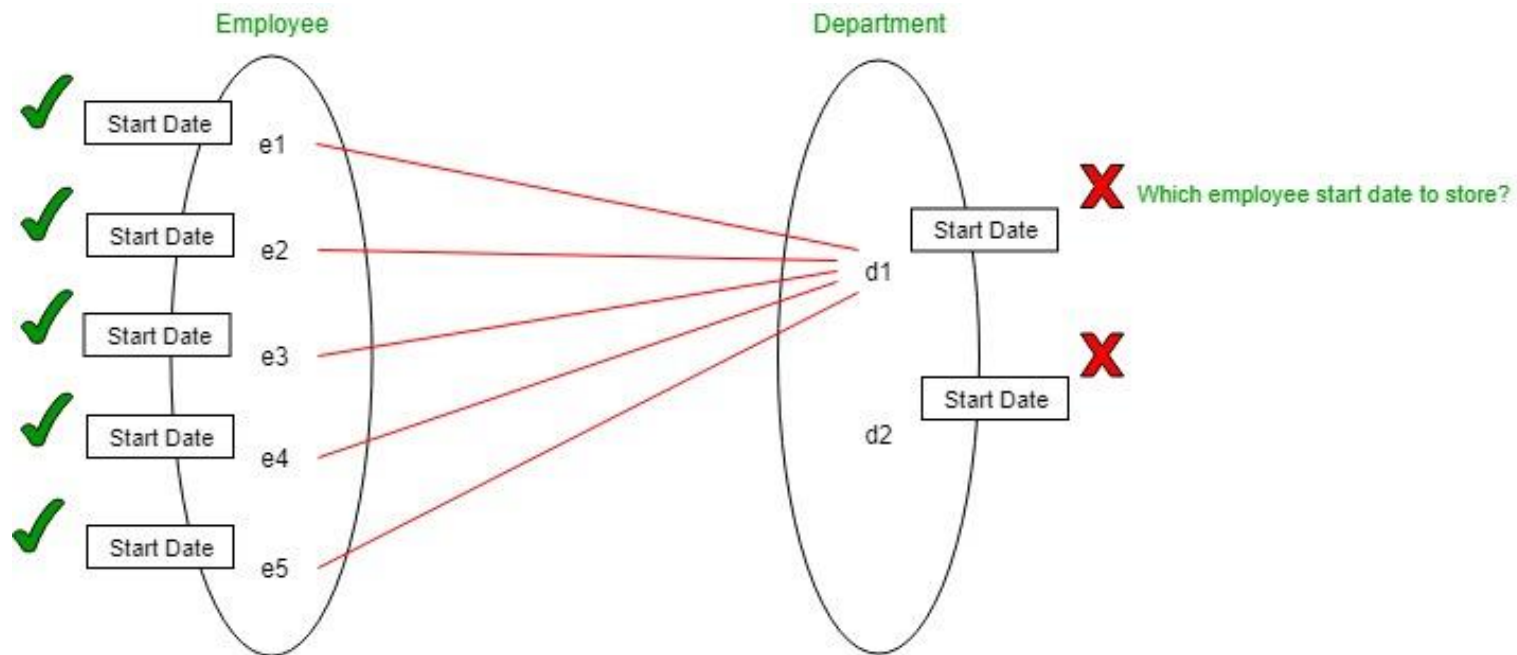 Employee
Department
Start Date
e1
Start Date
e2
Start Date
e3
Start Date
e4
Start Date
e5
Start Date
d1
Which employee start date to store?
Start Date
d2